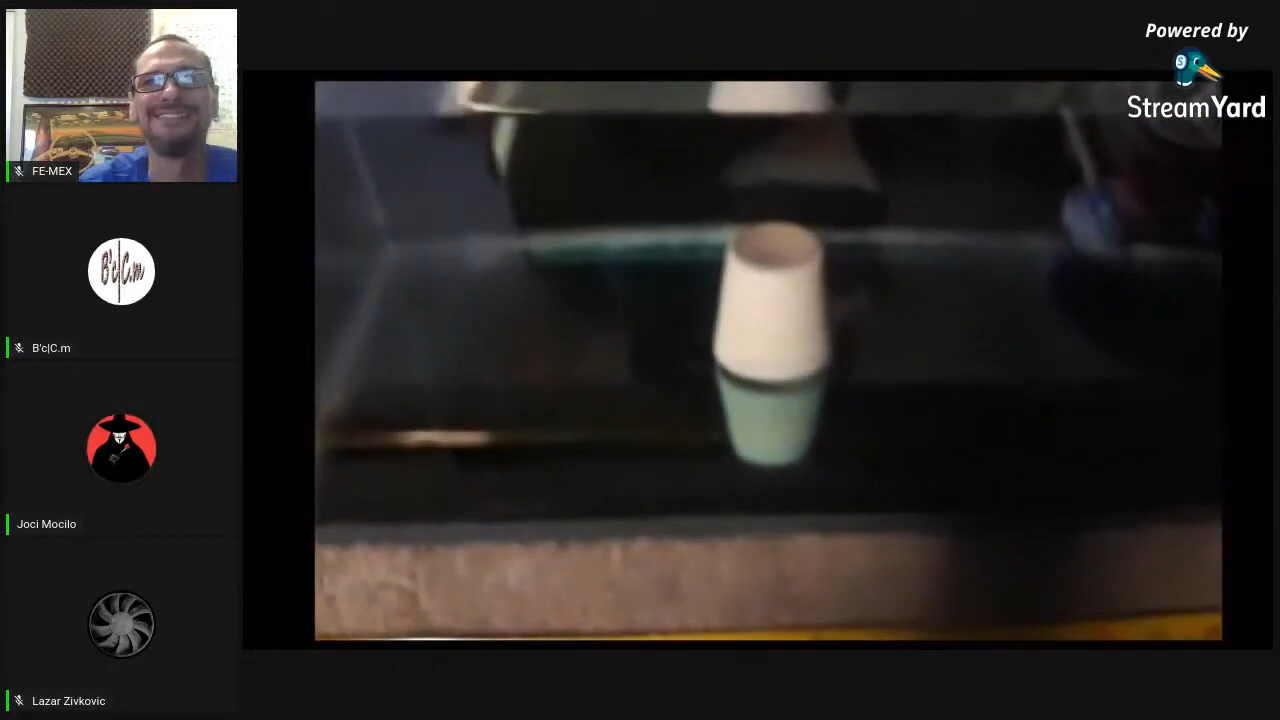 Powered by
StreamYard
FE-MEX
B'c|C.m
B'c|C.m
Joci Mocilo
Lazar Zivkovic